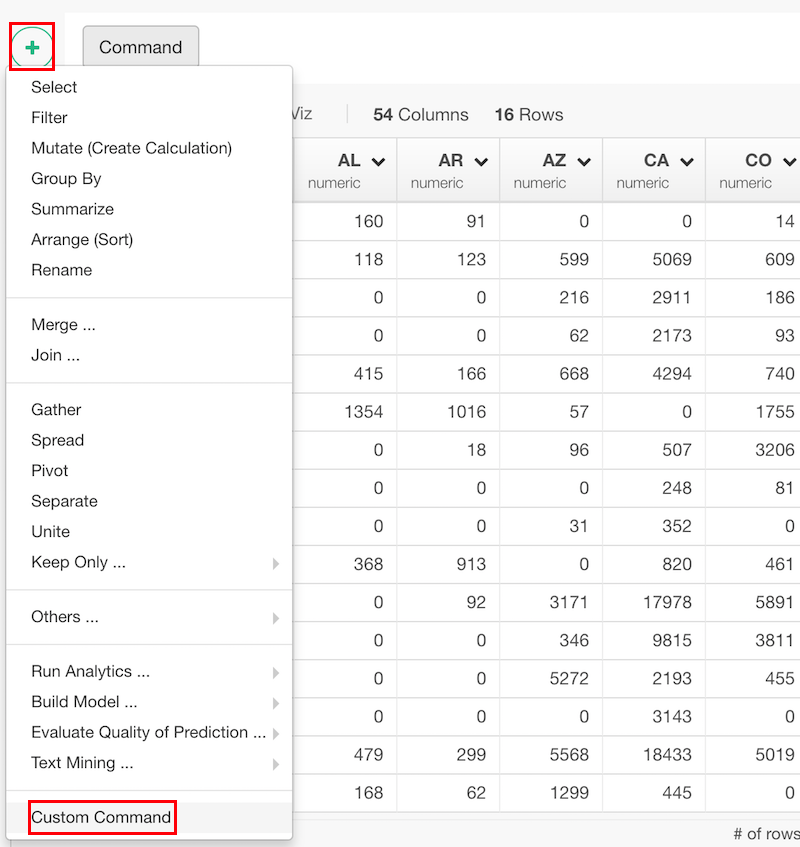 + Command
Select
Filter
Mutate (Create Calculation)
Group By
Summarize
Arrange (Sort)
Rename
Merge ...
Join ...
Gather
Spread
Pivot
Separate
Unite
Keep Only ...
Others ...
Run Analytics ...
Build Model ...
Evaluate Quality of Prediction ...
Text Mining ...
Custom Command
Viz 54 Columns 16 Rows
AL AR AZ CA CO
numeric numeric numeric numeric numeric
160 91 0 0 14
118 123 599 5069 609
0 0 216 2911 186
0 0 62 2173 93
415 166 668 4294 740
1354 1016 57 0 1755
0 18 96 507 3206
0 0 0 248 81
0 0 31 352 0
368 913 0 820 461
0 92 3171 17978 5891
0 0 346 9815 3811
0 0 5272 2193 455
0 0 0 3143 0
479 299 5568 18433 5019
168 62 1299 445 0
# of rows